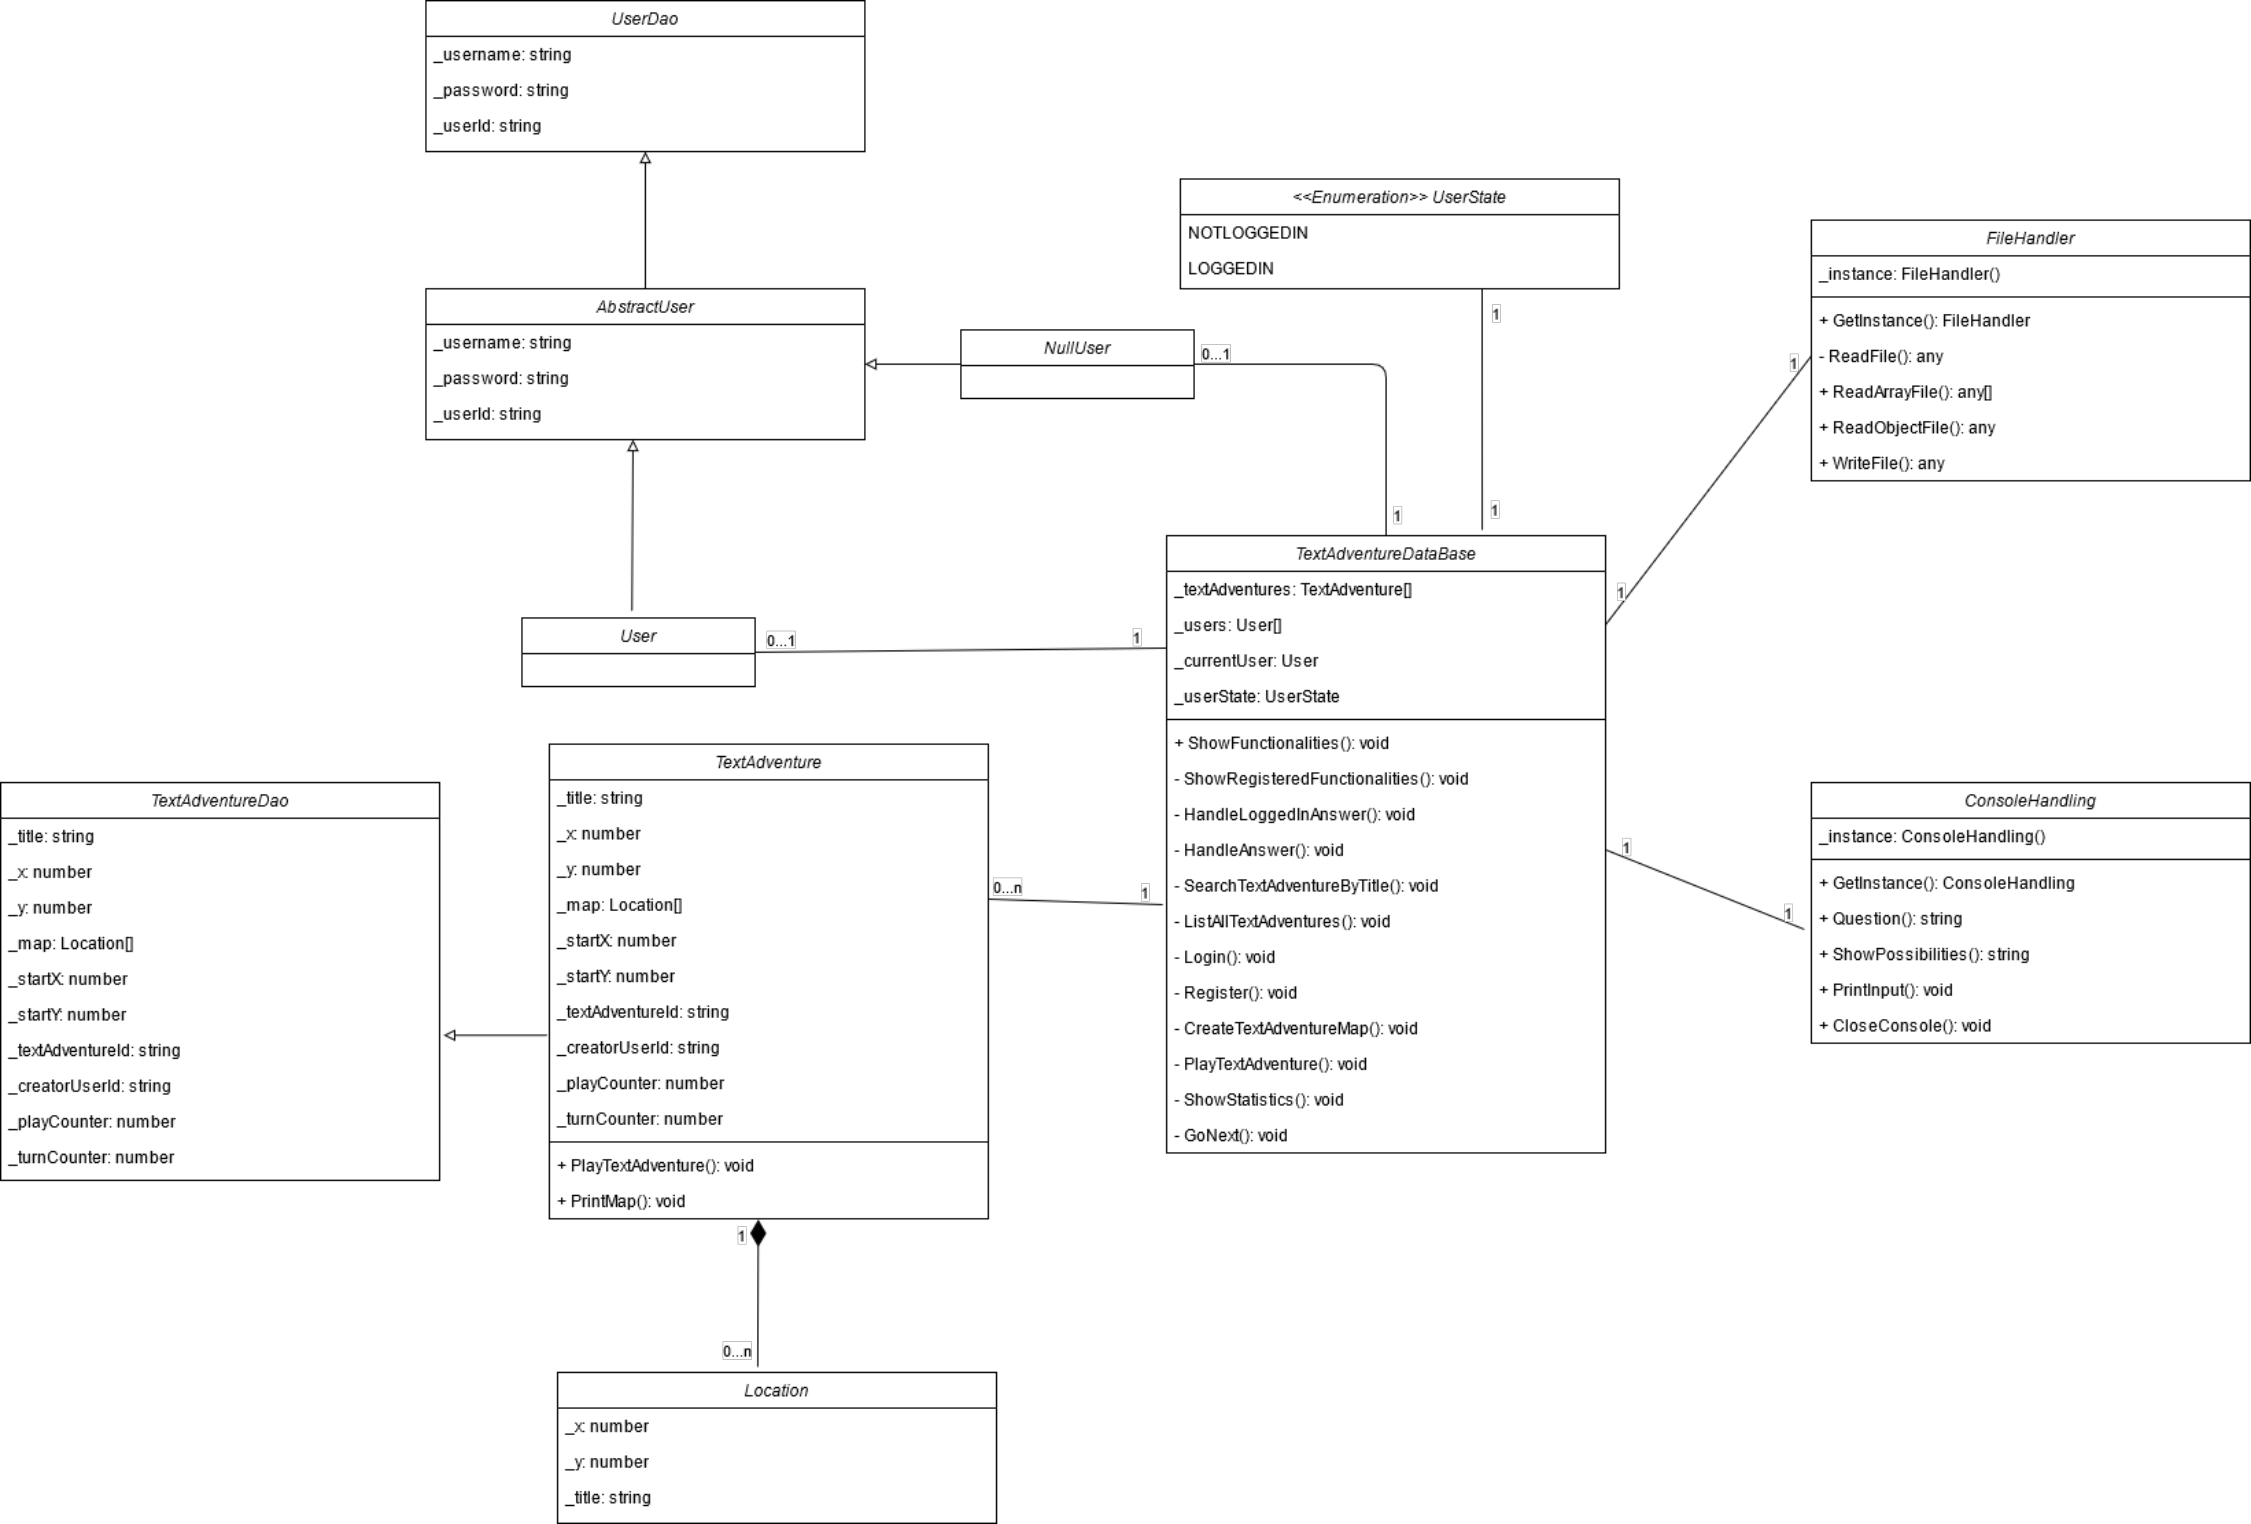 UserDao
_username: string
_password: string
_userId: string
<<Enumeration>> UserState
NOTLOGGEDIN
LOGGEDIN
1
1
FileHandler
_instance: FileHandler()
+ GetInstance(): FileHandler
- ReadFile(): any
+ ReadArrayFile(): any[]
+ ReadObjectFile(): any
+ WriteFile(): any
1
1
AbstractUser
_username: string
_password: string
_userId: string
NullUser
0...1
1
User
0...1
1
TextAdventureDataBase
_textAdventures: TextAdventure[]
_users: User[]
_currentUser: User
_userState: UserState
+ ShowFunctionalities(): void
- ShowRegisteredFunctionalities(): void
- HandleLoggedInAnswer(): void
- HandleAnswer(): void
- SearchTextAdventureByTitle(): void
- ListAllTextAdventures(): void
- Login(): void
- Register(): void
- CreateTextAdventureMap(): void
- PlayTextAdventure(): void
- ShowStatistics(): void
- GoNext(): void
TextAdventureDao
_title: string
_x: number
_y: number
_map: Location[]
_startX: number
_startY: number
_textAdventureId: string
_creatorUserId: string
_playCounter: number
_turnCounter: number
TextAdventure
_title: string
_x: number
_y: number
_map: Location[]
_startX: number
_startY: number
_textAdventureId: string
_creatorUserId: string
_playCounter: number
_turnCounter: number
+ PlayTextAdventure(): void
+ PrintMap(): void
0...n
1
1
1
ConsoleHandling
_instance: ConsoleHandling()
+ GetInstance(): ConsoleHandling
+ Question(): string
+ ShowPossibilities(): string
+ PrintInput(): void
+ CloseConsole(): void
1
0...n
Location
_x: number
_y: number
_title: string